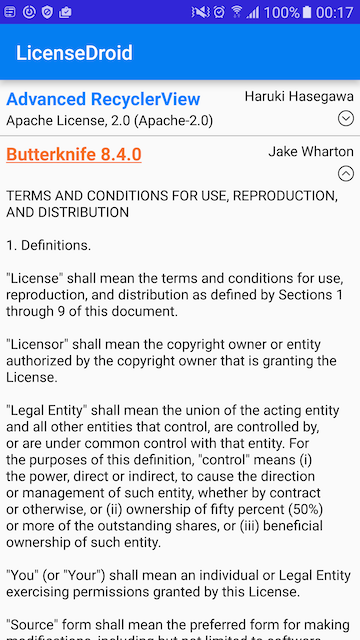 100% 00:17
LicenseDroid
Advanced RecyclerView Haruki Hasegawa
Apache License, 2.0 (Apache-2.0)
Butterknife 8.4.0 Jake Wharton
TERMS AND CONDITIONS FOR USE, REPRODUCTION,
AND DISTRIBUTION
1. Definitions.
"License" shall mean the terms and conditions for use,
reproduction, and distribution as defined by Sections 1
through 9 of this document.
"Licensor" shall mean the copyright owner or entity
authorized by the copyright owner that is granting the
License.
"Legal Entity" shall mean the union of the acting entity
and all other entities that control, are controlled by,
or are under common control with that entity. For
the purposes of this definition, "control" means (i)
the power, direct or indirect, to cause the direction
or management of such entity, whether by contract
or otherwise, or (ii) ownership of fifty percent (50%)
or more of the outstanding shares, or (iii) beneficial
ownership of such entity.
"You" (or "Your") shall mean an individual or Legal Entity
exercising permissions granted by this License.
"Source" form shall mean the preferred form for making
modifications, including but not limited to software